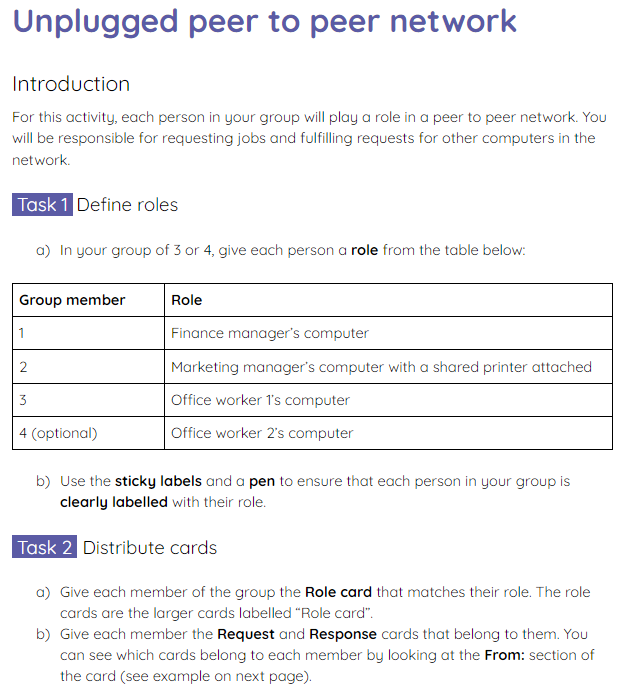 Unplugged peer to peer network
Introduction
For this activity, each person in your group will play a role in a peer to peer network. You
will be responsible for requesting jobs and fulfilling requests for other computers in the
network.
Task 1 Define roles
a) In your group of 3 or 4, give each person a role from the table below:
Group member Role
1 Finance manager's computer
2 Marketing manager's computer with a shared printer attached
3 Office worker 1's computer
4 (optional) Office worker 2's computer
b) Use the sticky labels and a pen to ensure that each person in your group is
clearly labelled with their role.
Task 2 Distribute cards
a) Give each member of the group the Role card that matches their role. The role
cards are the larger cards labelled "Role card".
b) Give each member the Request and Response cards that belong to them. You
can see which cards belong to each member by looking at the From: section of
the card (see example on next page).